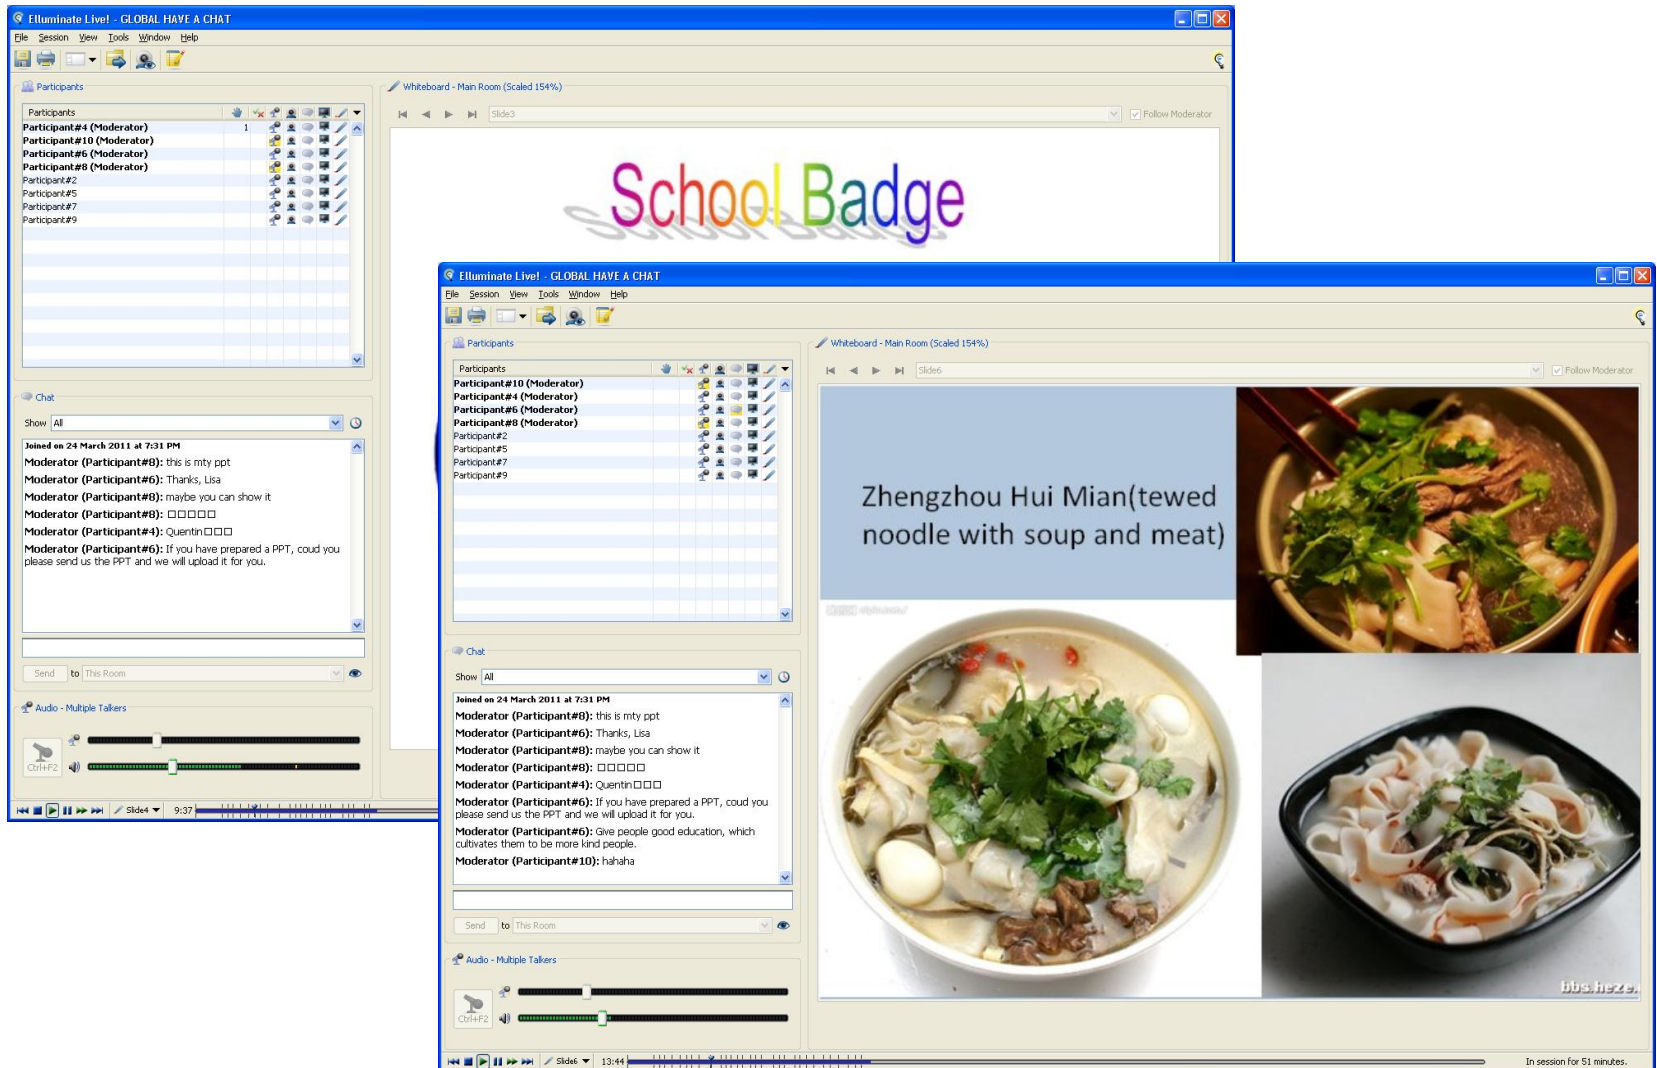 Elluminate Live! - GLOBAL HAVE A CHAT
File Session View Tools Window Help
Participants
Participants
Participant#4 (Moderator) 1
Participant#10 (Moderator)
Participant#6 (Moderator)
Participant#8 (Moderator)
Participant#2
Participant#5
Participant#7
Participant#9
Chat
Show All
Joined on 24 March 2011 at 7:31 PM
Moderator (Participant#8): this is mty ppt
Moderator (Participant#6): Thanks, Lisa
Moderator (Participant#8): maybe you can show it
Moderator (Participant#8): □□□□□
Moderator (Participant#4): Quentin□□□
Moderator (Participant#6): If you have prepared a PPT, coud you
please send us the PPT and we will upload it for you.
Send to This Room
Audio - Multiple Talkers
Ctrl+F2
Slide4 9:37
Whiteboard - Main Room (Scaled 154%)
Slide3 Follow Moderator
School Badge
Elluminate Live! - GLOBAL HAVE A CHAT
File Session View Tools Window Help
Participants
Participants
Participant#10 (Moderator)
Participant#4 (Moderator)
Participant#6 (Moderator)
Participant#8 (Moderator)
Participant#2
Participant#5
Participant#7
Participant#9
Chat
Show All
Joined on 24 March 2011 at 7:31 PM
Moderator (Participant#8): this is mty ppt
Moderator (Participant#6): Thanks, Lisa
Moderator (Participant#8): maybe you can show it
Moderator (Participant#8): □□□□□
Moderator (Participant#4): Quentin□□□
Moderator (Participant#6): If you have prepared a PPT, coud you
please send us the PPT and we will upload it for you.
Moderator (Participant#6): Give people good education, which
cultivates them to be more kind people.
Moderator (Participant#10): hahaha
Send to This Room
Audio - Multiple Talkers
Ctrl+F2
Whiteboard - Main Room (Scaled 154%)
Slide6 Follow Moderator
Zhengzhou Hui Mian(tewed
noodle with soup and meat)
bbs.heze.
Slide6 13:44 In session for 51 minutes.